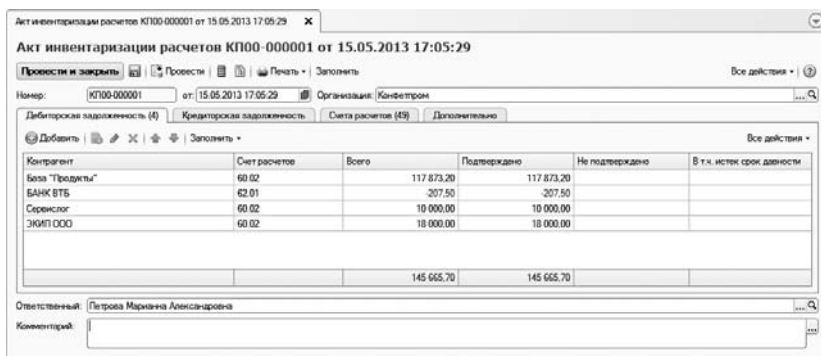 Акт инвентаризации расчетов КП00-000001 от 15.05.2013 17:05:29
Акт инвентаризации расчетов КП00-000001 от 15.05.2013 17:05:29
Провести и закрыть Провести Печать Заполнить Все действия
Номер: КП00-000001 от: 15.05.2013 17:05:29 Организация: Конфетпром
Дебиторская задолженность (4) Кредиторская задолженность Счета расчетов (49) Дополнительно
Добавить Заполнить Все действия
Контрагент Счет расчетов Всего Подтверждено Не подтверждено В т.ч. истек срок давности
База "Продукты" 60.02 117 873,20 117 873,20
БАНК ВТБ 62.01 -207,50 -207,50
Сервислог 60.02 10 000,00 10 000,00
ЭКИП ООО 60.02 18 000,00 18 000,00
145 665,70 145 665,70
Ответственный: Петрова Марианна Александровна
Комментарий: